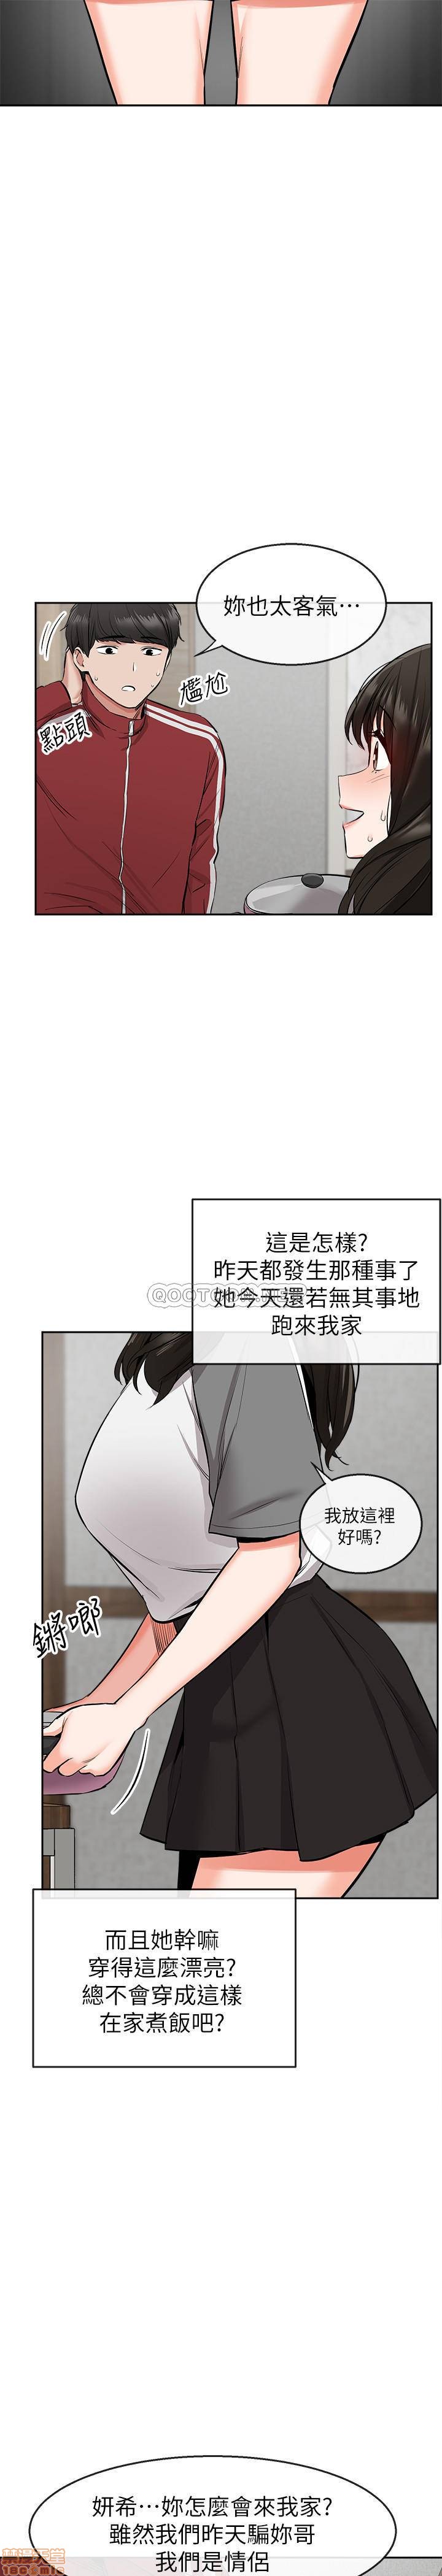 妳也太客氣…
尷尬
點頭
這是怎樣?
昨天都發生那種事了
她今天還若無其事地
跑來我家
我放這裡
好嗎?
鏘啷
而且她幹嘛
穿得這麼漂亮?
總不會穿成這樣
在家煮飯吧?
妍希…妳怎麼會來我家?
雖然我們昨天騙妳哥
我們是情侶